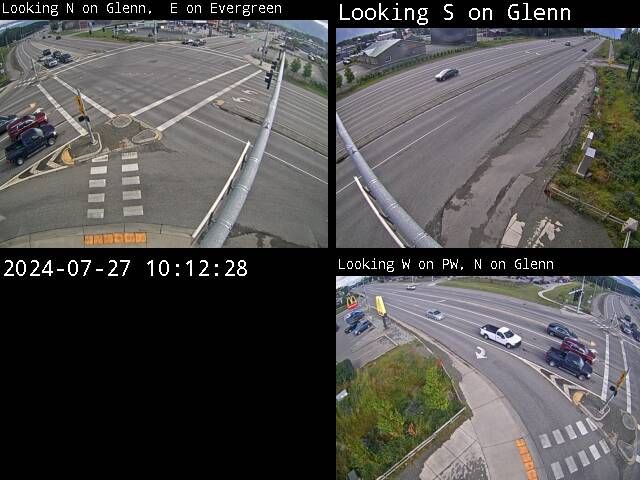 Looking N on Glenn, E on Evergreen
Looking S on Glenn
2024-07-27 10:12:28
Looking W on PW, N on Glenn